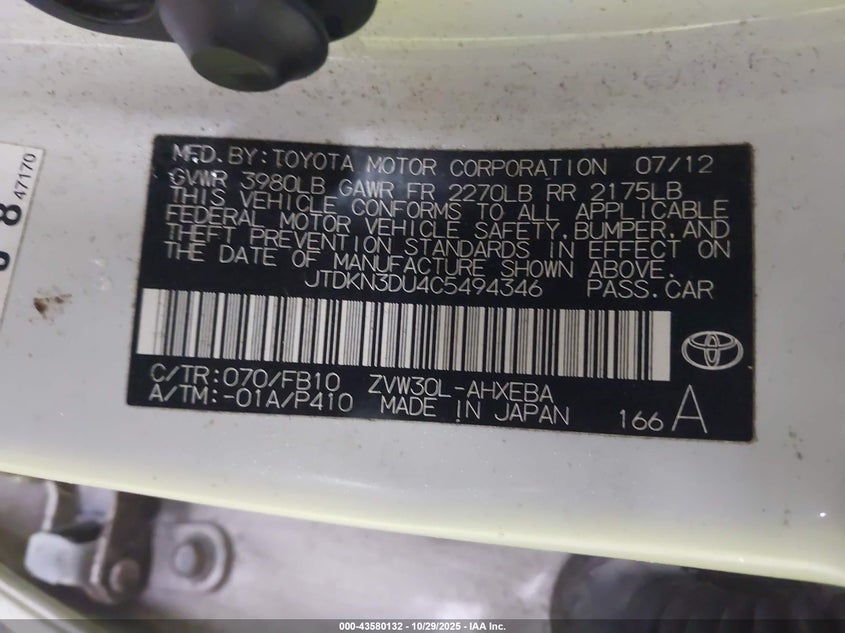 MFD.BY:TOYOTA MOTOR CORPORATION 07/12
GVWR 3980LB GAWR FR 2270LB RR 2175LB
THIS VEHICLE CONFORMS TO ALL APPLICABLE
FEDERAL MOTOR VEHICLE SAFETY,BUMPER,AND
THEFT PREVENTION STANDARDS IN EFFECT ON
THE DATE OF MANUFACTURE SHOWN ABOVE.
JTDKN3DU4C5494346 PASS.CAR
C/TR:070/FB10 ZVW30L-AHXEBA
A/TM:-01A/P410 MADE IN JAPAN
166 A
8
47170
000-43580132 | 10/29/2025 | IAA Inc.